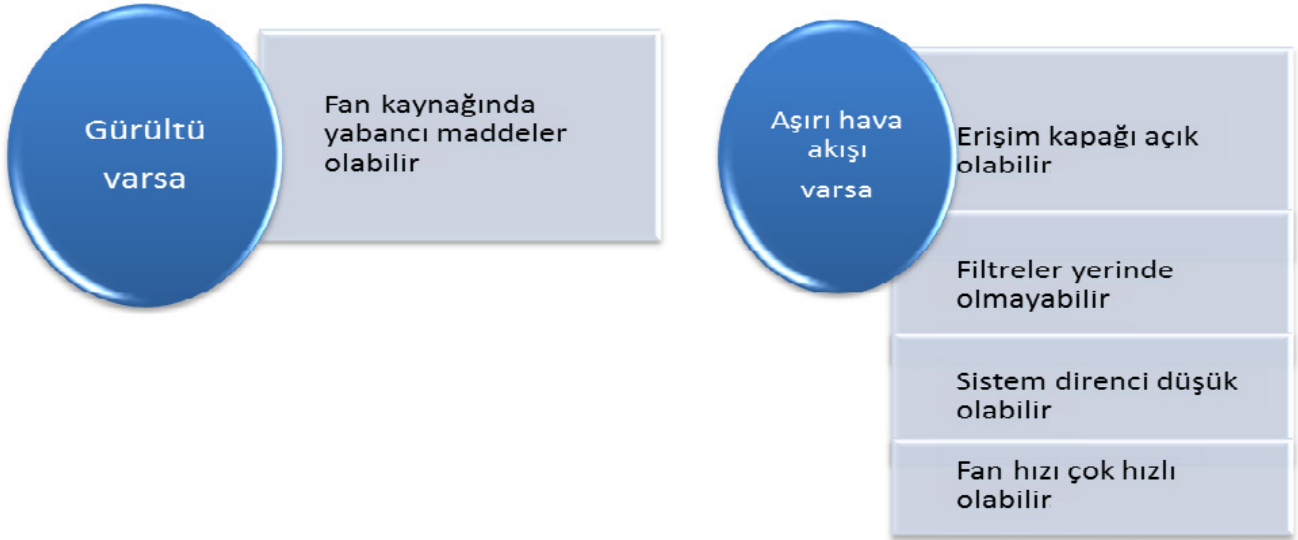 Gürültü
varsa
Fan kaynağında
yabancı maddeler
olabilir
Aşırı hava
akışı
varsa
Erişim kapağı açık
olabilir
Filtreler yerinde
olmayabilir
Sistem direnci düşük
olabilir
Fan hızı çok hızlı
olabilir